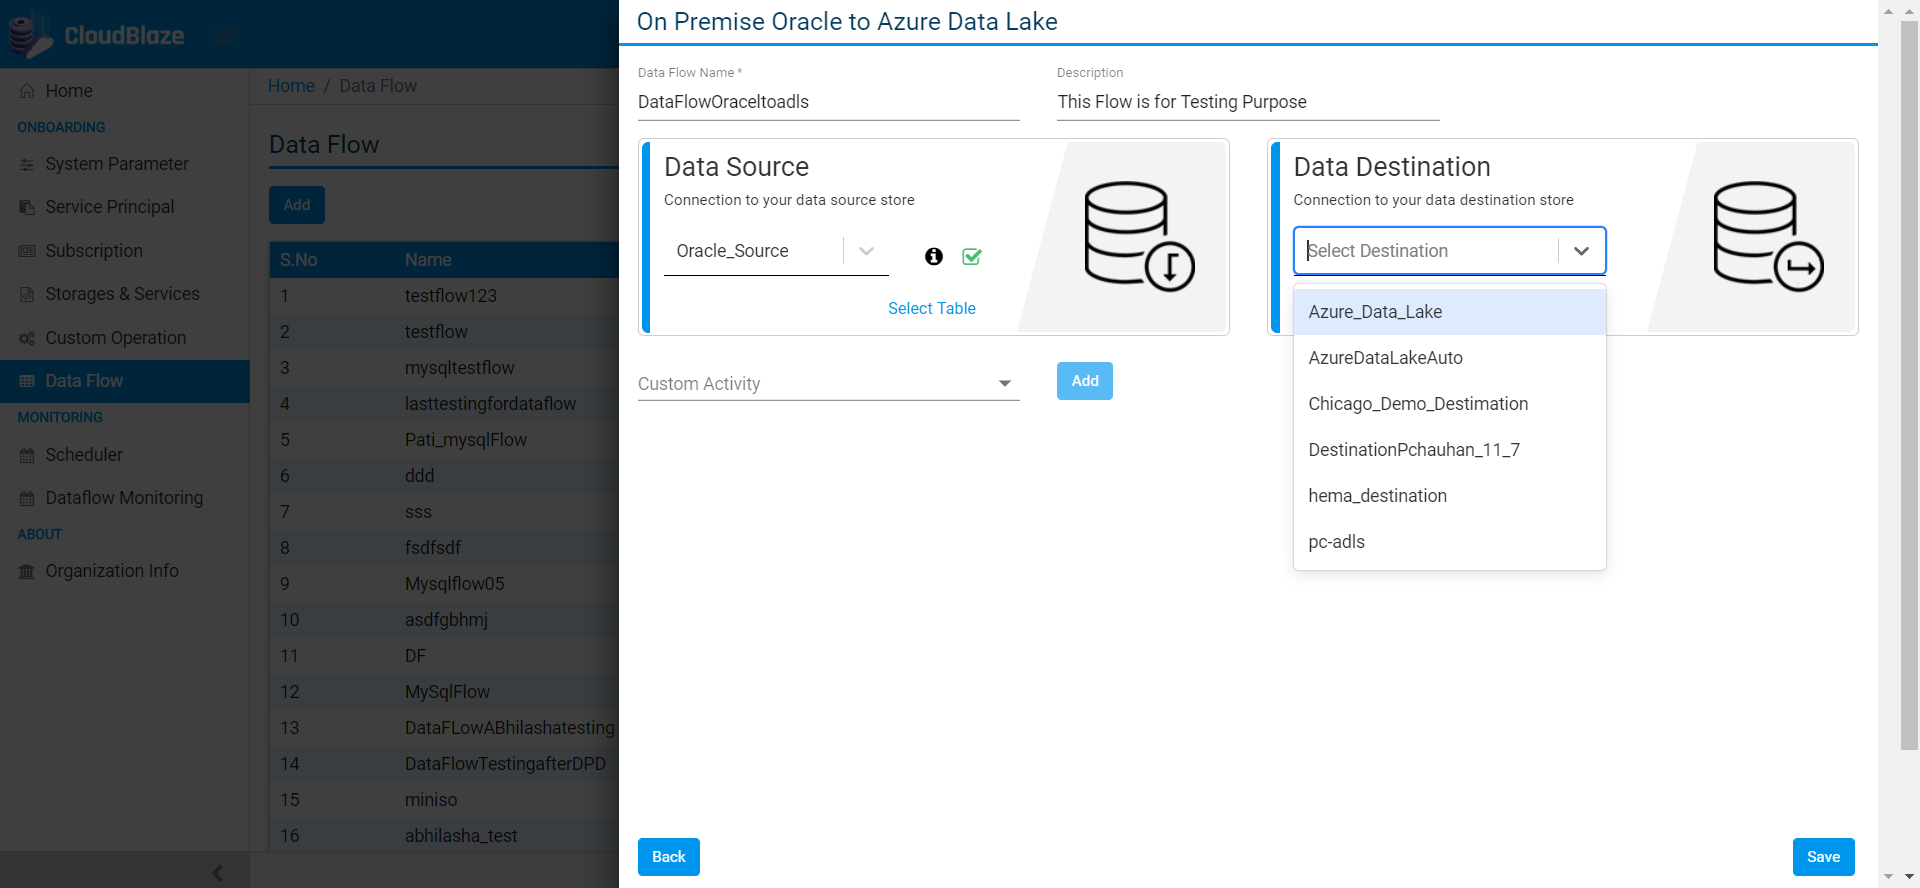 CloudBlaze
Home
ONBOARDING
System Parameter
Service Principal
Subscription
Storages & Services
Custom Operation
Data Flow
MONITORING
Scheduler
Dataflow Monitoring
ABOUT
Organization Info
Home / Data Flow
Data Flow
Add
S.No Name
1 testflow123
2 testflow
3 mysqltestflow
4 lasttestingfordataflow
5 Pati_mysqlFlow
6 ddd
7 sss
8 fsdfsdf
9 Mysqlflow05
10 asdfgbhmj
11 DF
12 MySqlFlow
13 DataFLowABhilashatesting
14 DataFlowTestingafterDPD
15 miniso
16 abhilasha_test
On Premise Oracle to Azure Data Lake
Data Flow Name *
DataFlowOraceltoadls
Description
This Flow is for Testing Purpose
Data Source
Connection to your data source store
Oracle_Source
Select Table
Data Destination
Connection to your data destination store
Select Destination
Azure_Data_Lake
AzureDataLakeAuto
Chicago_Demo_Destimation
DestinationPchauhan_11_7
hema_destination
pc-adls
Custom Activity
Add
Back
Save